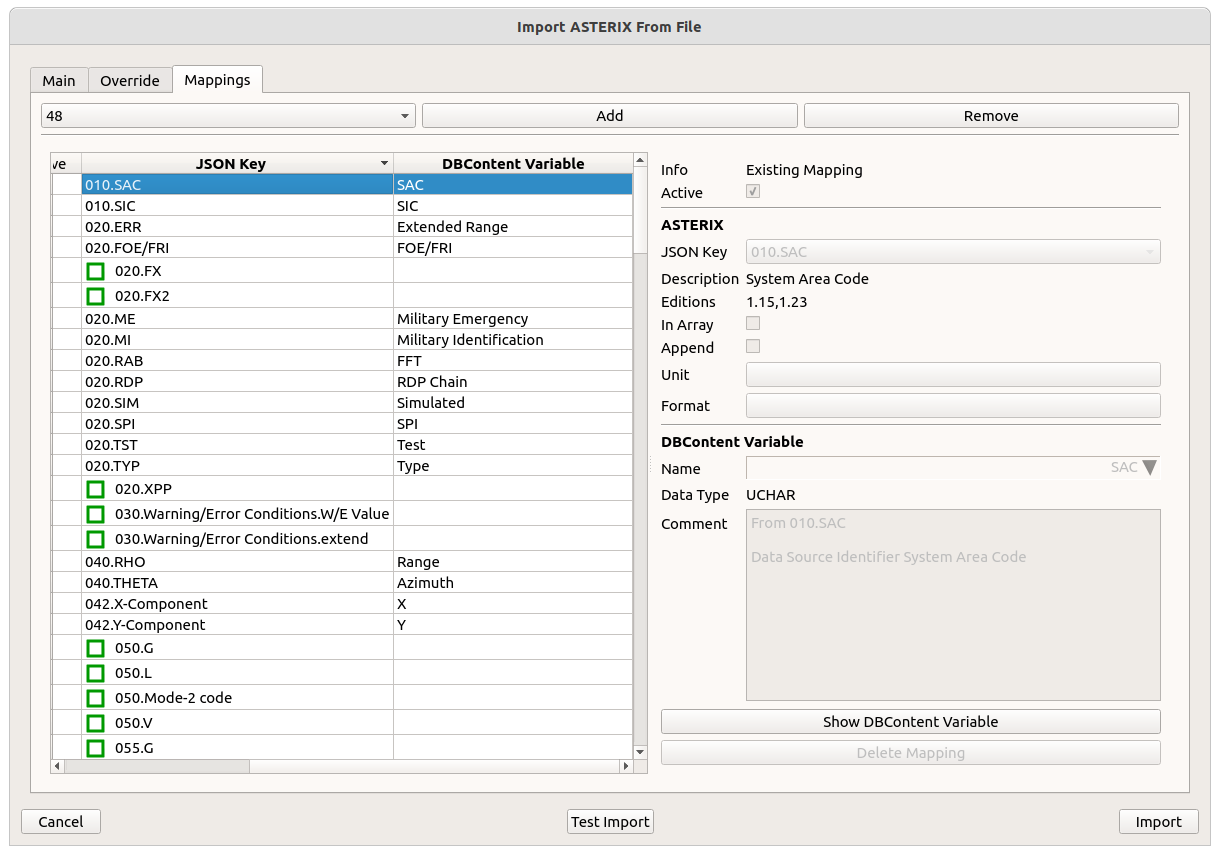 Import ASTERIX From File
Main Override Mappings
48 Add Remove
ve JSON Key DBContent Variable
010.SAC SAC
010.SIC SIC
020.ERR Extended Range
020.FOE/FRI FOE/FRI
020.FX
020.FX2
020.ME Military Emergency
020.MI Military Identification
020.RAB FFT
020.RDP RDP Chain
020.SIM Simulated
020.SPI SPI
020.TST Test
020.TYP Type
020.XPP
030.Warning/Error Conditions.W/E Value
030.Warning/Error Conditions.extend
040.RHO Range
040.THETA Azimuth
042.X-Component X
042.Y-Component Y
050.G
050.L
050.Mode-2 code
050.V
055.G
Info Existing Mapping
Active
ASTERIX
JSON Key 010.SAC
Description System Area Code
Editions 1.15,1.23
In Array
Append
Unit
Format
DBContent Variable
Name SAC
Data Type UCHAR
Comment From 010.SAC
Data Source Identifier System Area Code
Show DBContent Variable
Delete Mapping
Cancel Test Import Import